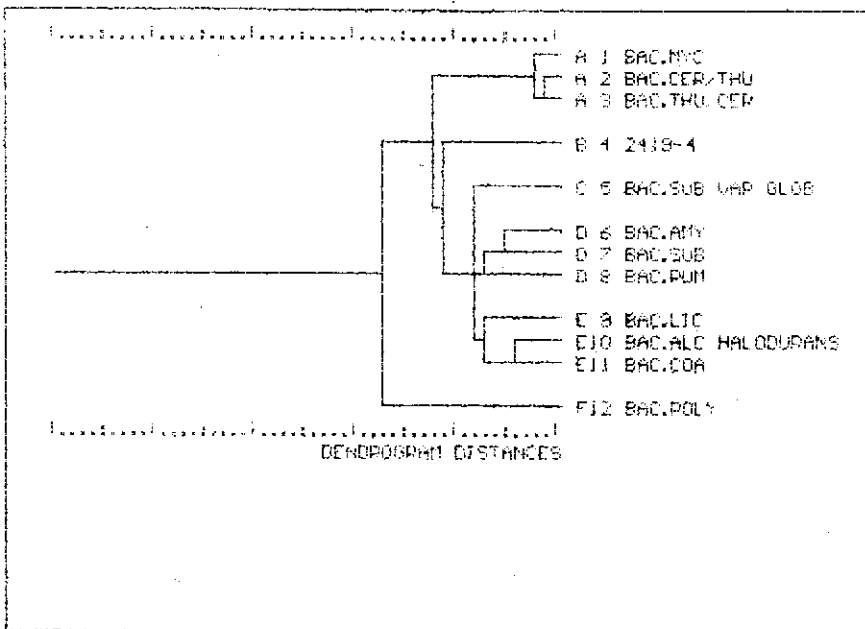 A 1 BAC.MYC
A 2 BAC.CER/THU
A 3 BAC.THU/CER
B 4 2419-4
C 5 BAC.SUB VAR GLOB
D 6 BAC.AMY
D 7 BAC.SUB
D 8 BAC.PUM
E 9 BAC.LIC
E10 BAC.ALC HALODURANS
E11 BAC.COA
F12 BAC.POLY
DENDROGRAM DISTANCES